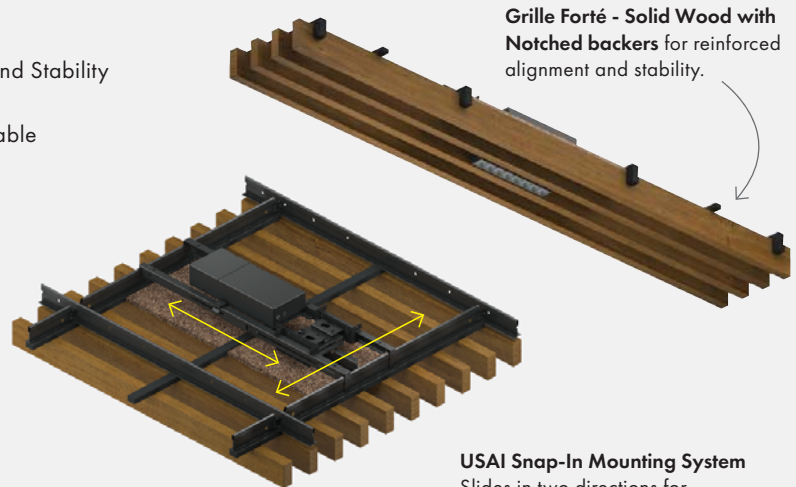 Grille Forté - Solid Wood with
Notched backers for reinforced
alignment and stability.
nd Stability
able
USAI Snap-In Mounting System